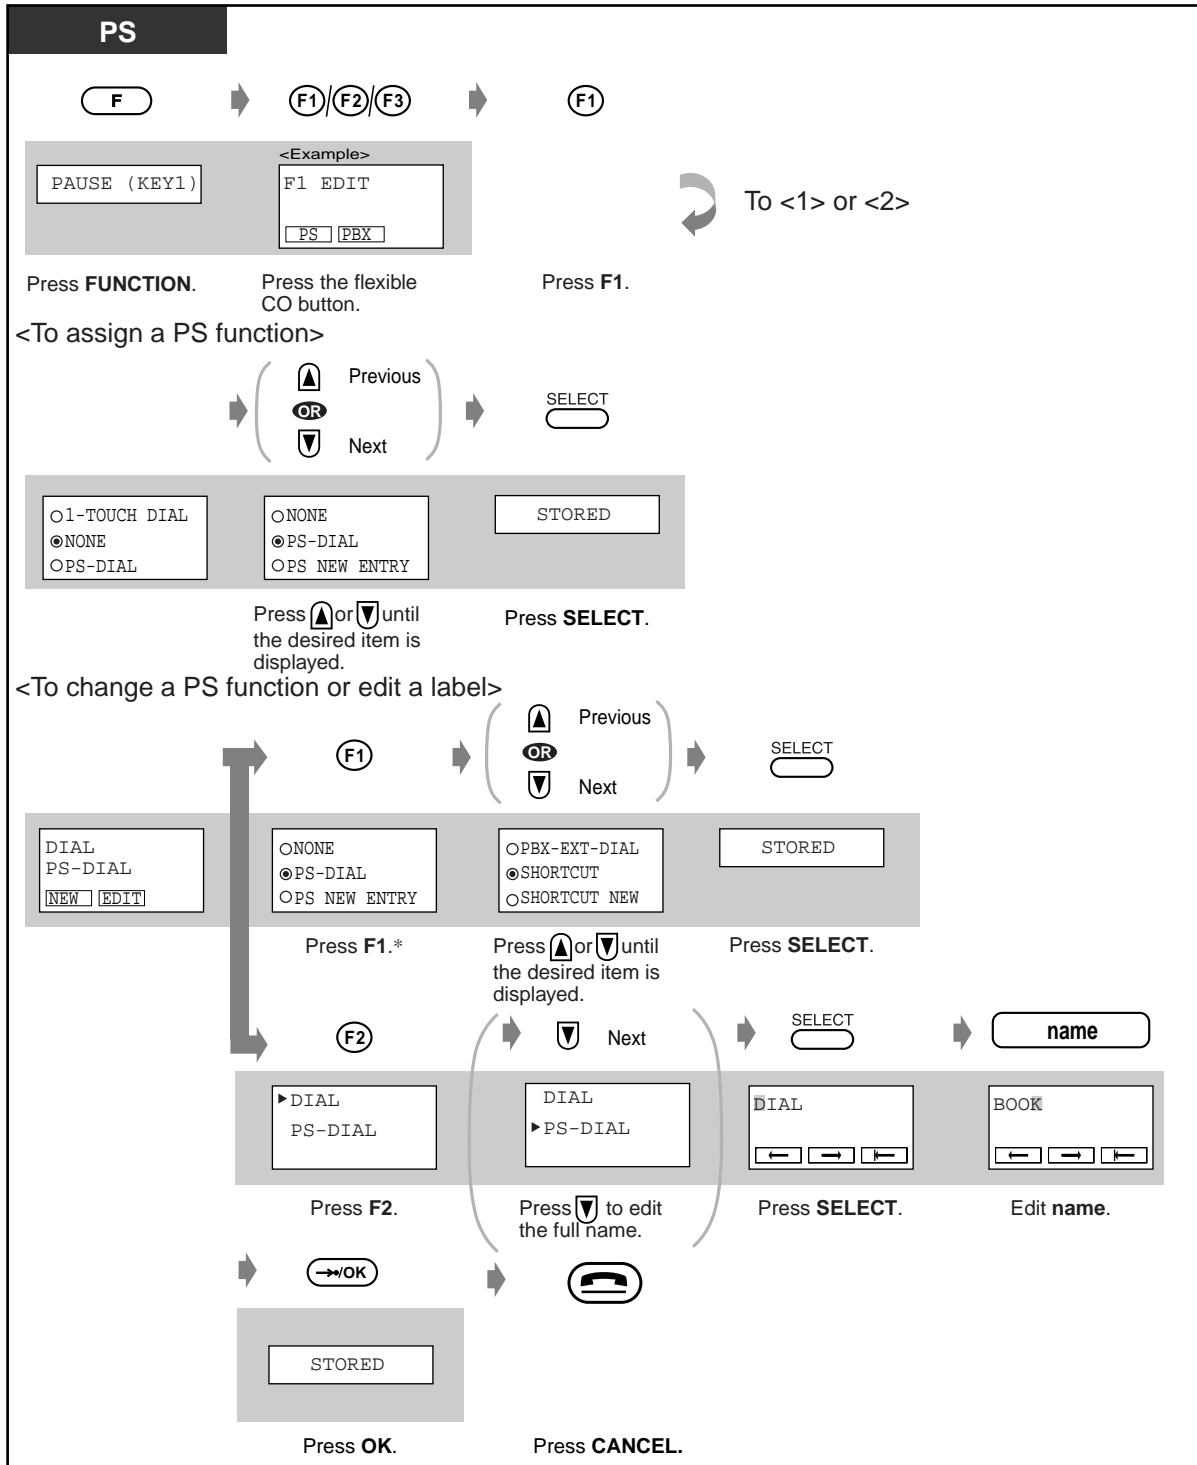 PS
F
F1/F2/F3
F1
<Example>
PAUSE (KEY1)
F1 EDIT
PS PBX
To <1> or <2>
Press FUNCTION.
Press the flexible
CO button.
Press F1.
<To assign a PS function>
Previous
OR
Next
SELECT
1-TOUCH DIAL
NONE
PS-DIAL
NONE
PS-DIAL
PS NEW ENTRY
STORED
Press or until
the desired item is
displayed.
Press SELECT.
<To change a PS function or edit a label>
F1
Previous
OR
Next
SELECT
DIAL
PS-DIAL
NEW EDIT
NONE
PS-DIAL
PS NEW ENTRY
PBX-EXT-DIAL
SHORTCUT
SHORTCUT NEW
STORED
Press F1.*
Press or until
the desired item is
displayed.
Press SELECT.
F2
Next
SELECT
name
DIAL
PS-DIAL
DIAL
PS-DIAL
DIAL
BOOK
Press F2.
Press to edit
the full name.
Press SELECT.
Edit name.
/OK
STORED
Press OK.
Press CANCEL.